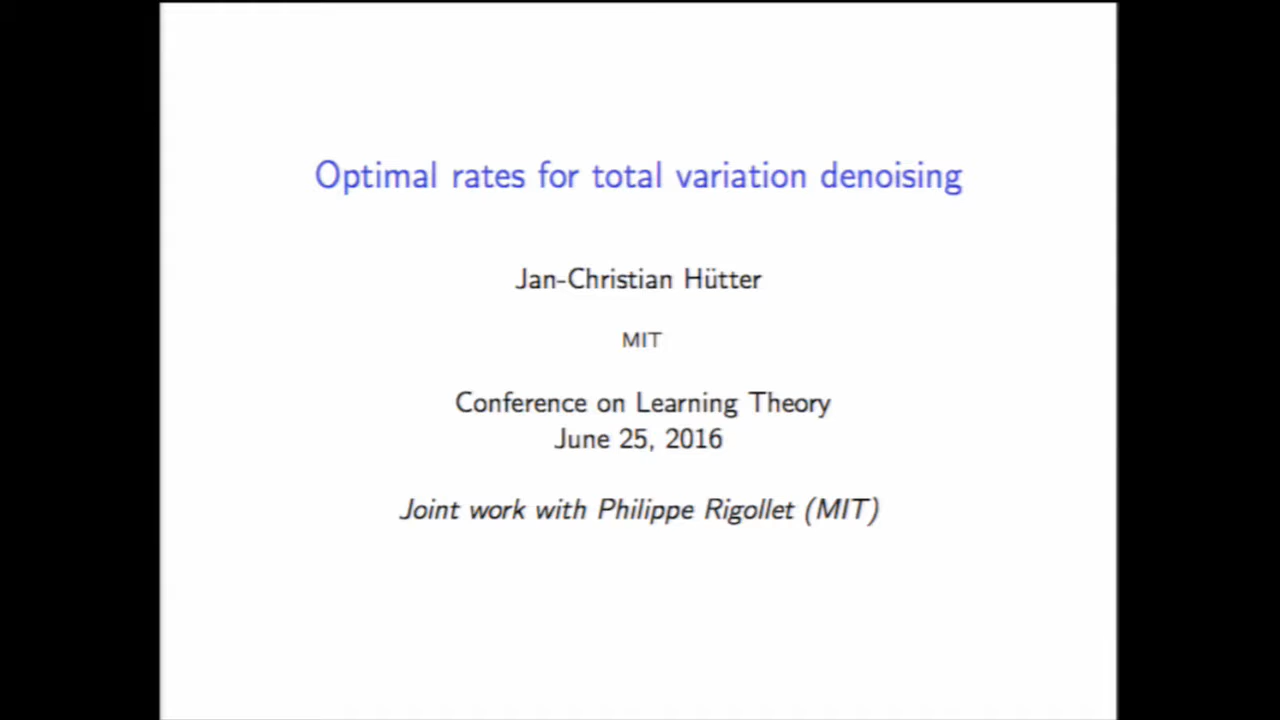 Optimal rates for total variation denoising
Jan-Christian Hütter
MIT
Conference on Learning Theory
June 25, 2016
Joint work with Philippe Rigollet (MIT)